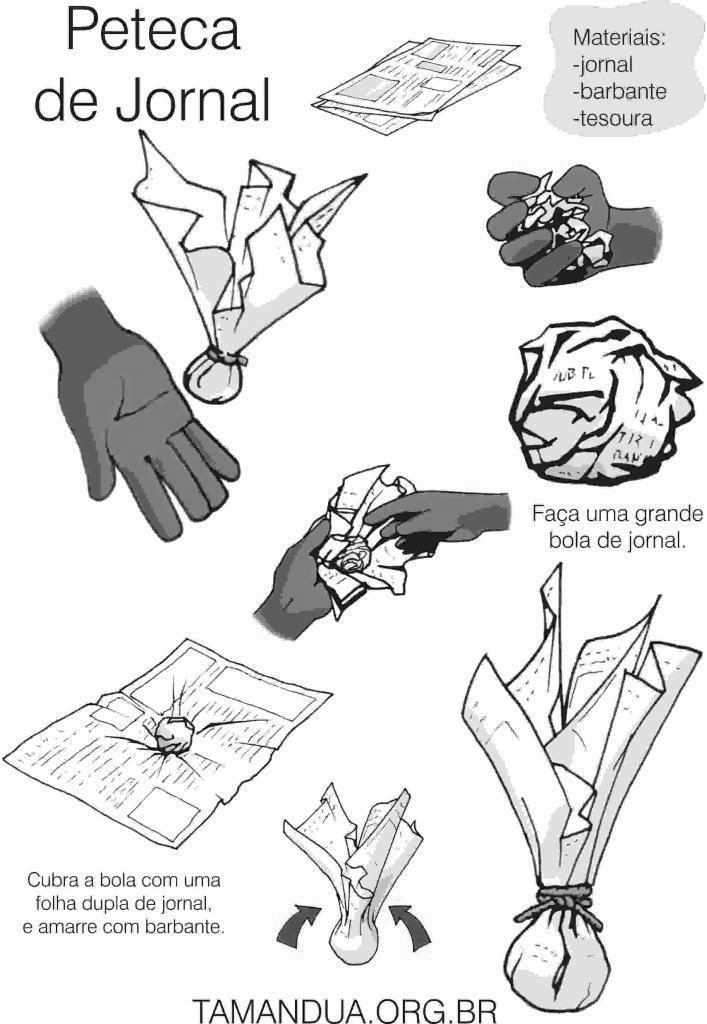 Peteca
de Jornal
Materiais:
-jornal
-barbante
-tesoura
Faça uma grande
bola de jornal.
Cubra a bola com uma
folha dupla de jornal,
e amarre com barbante.
TAMANDUA.ORG.BR